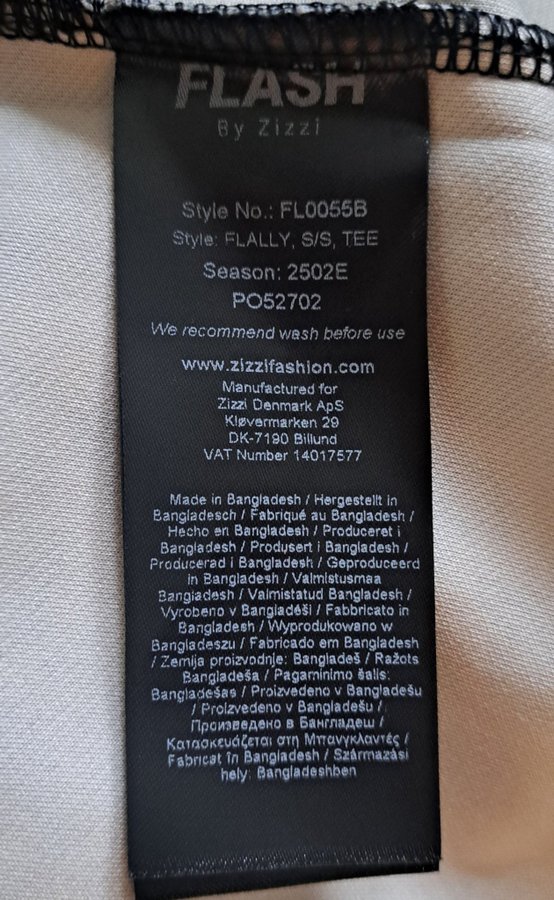 FLASH
By Zizzi
Style No.: FL0055B
Style: FLALLY, S/S, TEE
Season: 2502E
PO52702
We recommend wash before use
www.zizzifashion.com
Manufactured for
Zizzi Denmark ApS
Kløvermarken 29
DK-7190 Billund
VAT Number 14017577
Made in Bangladesh / Hergestellt in
Bangladesch / Fabriqué au Bangladesh /
Hecho en Bangladesh / Produceret i
Bangladesh / Produsert i Bangladesh /
Producerad i Bangladesh / Geproduceerd
in Bangladesh / Valmistusmaa
Bangladesh / Valmistatud Bangladesh /
Vyrobeno v Bangladéši / Fabbricato in
Bangladesh / Wyprodukowano w
Bangladeszu / Fabricado em Bangladesh
/ Zemlja proizvodnje: Bangladeš / Ražots
Bangladeša / Pagaminimo šalis:
Bangladešas / Proizvedeno v Bangladešu
/ Proizvedeno v Bangladešu /
Произведено в Бангладеш /
Κατασκευάζεται στη Μπανγκλαντές /
Fabricat în Bangladesh / Származási
hely: Bangladeshben